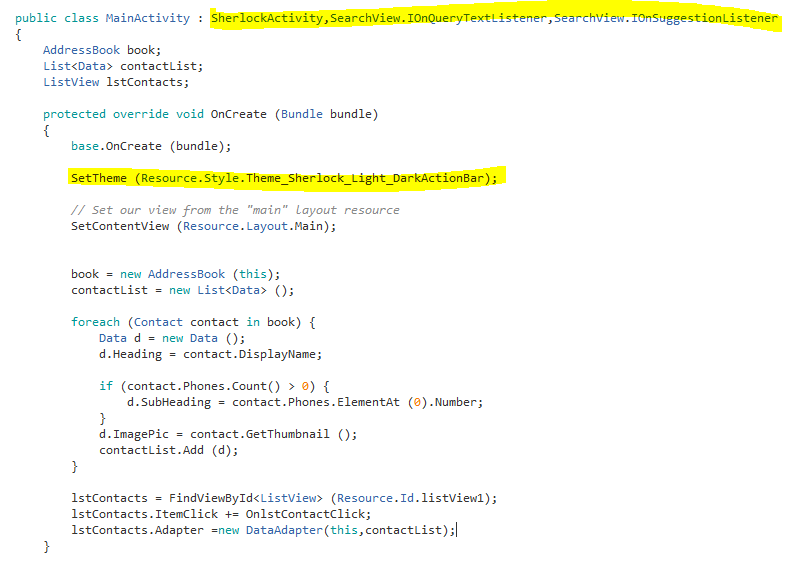 public class MainActivity : SherlockActivity,SearchView.IOnQueryTextListener,SearchView.IOnSuggestionListener
{
AddressBook book;
List<Data> contactList;
ListView lstContacts;
protected override void OnCreate (Bundle bundle)
{
base.OnCreate (bundle);
SetTheme (Resource.Style.Theme_Sherlock_Light_DarkActionBar);
// Set our view from the "main" layout resource
SetContentView (Resource.Layout.Main);
book = new AddressBook (this);
contactList = new List<Data> ();
foreach (Contact contact in book) {
Data d = new Data ();
d.Heading = contact.DisplayName;
if (contact.Phones.Count() > 0) {
d.SubHeading = contact.Phones.ElementAt (0).Number;
}
d.ImagePic = contact.GetThumbnail ();
contactList.Add (d);
}
lstContacts = FindViewById<ListView> (Resource.Id.listView1);
lstContacts.ItemClick += OnlstContactClick;
lstContacts.Adapter =new DataAdapter(this,contactList);
}